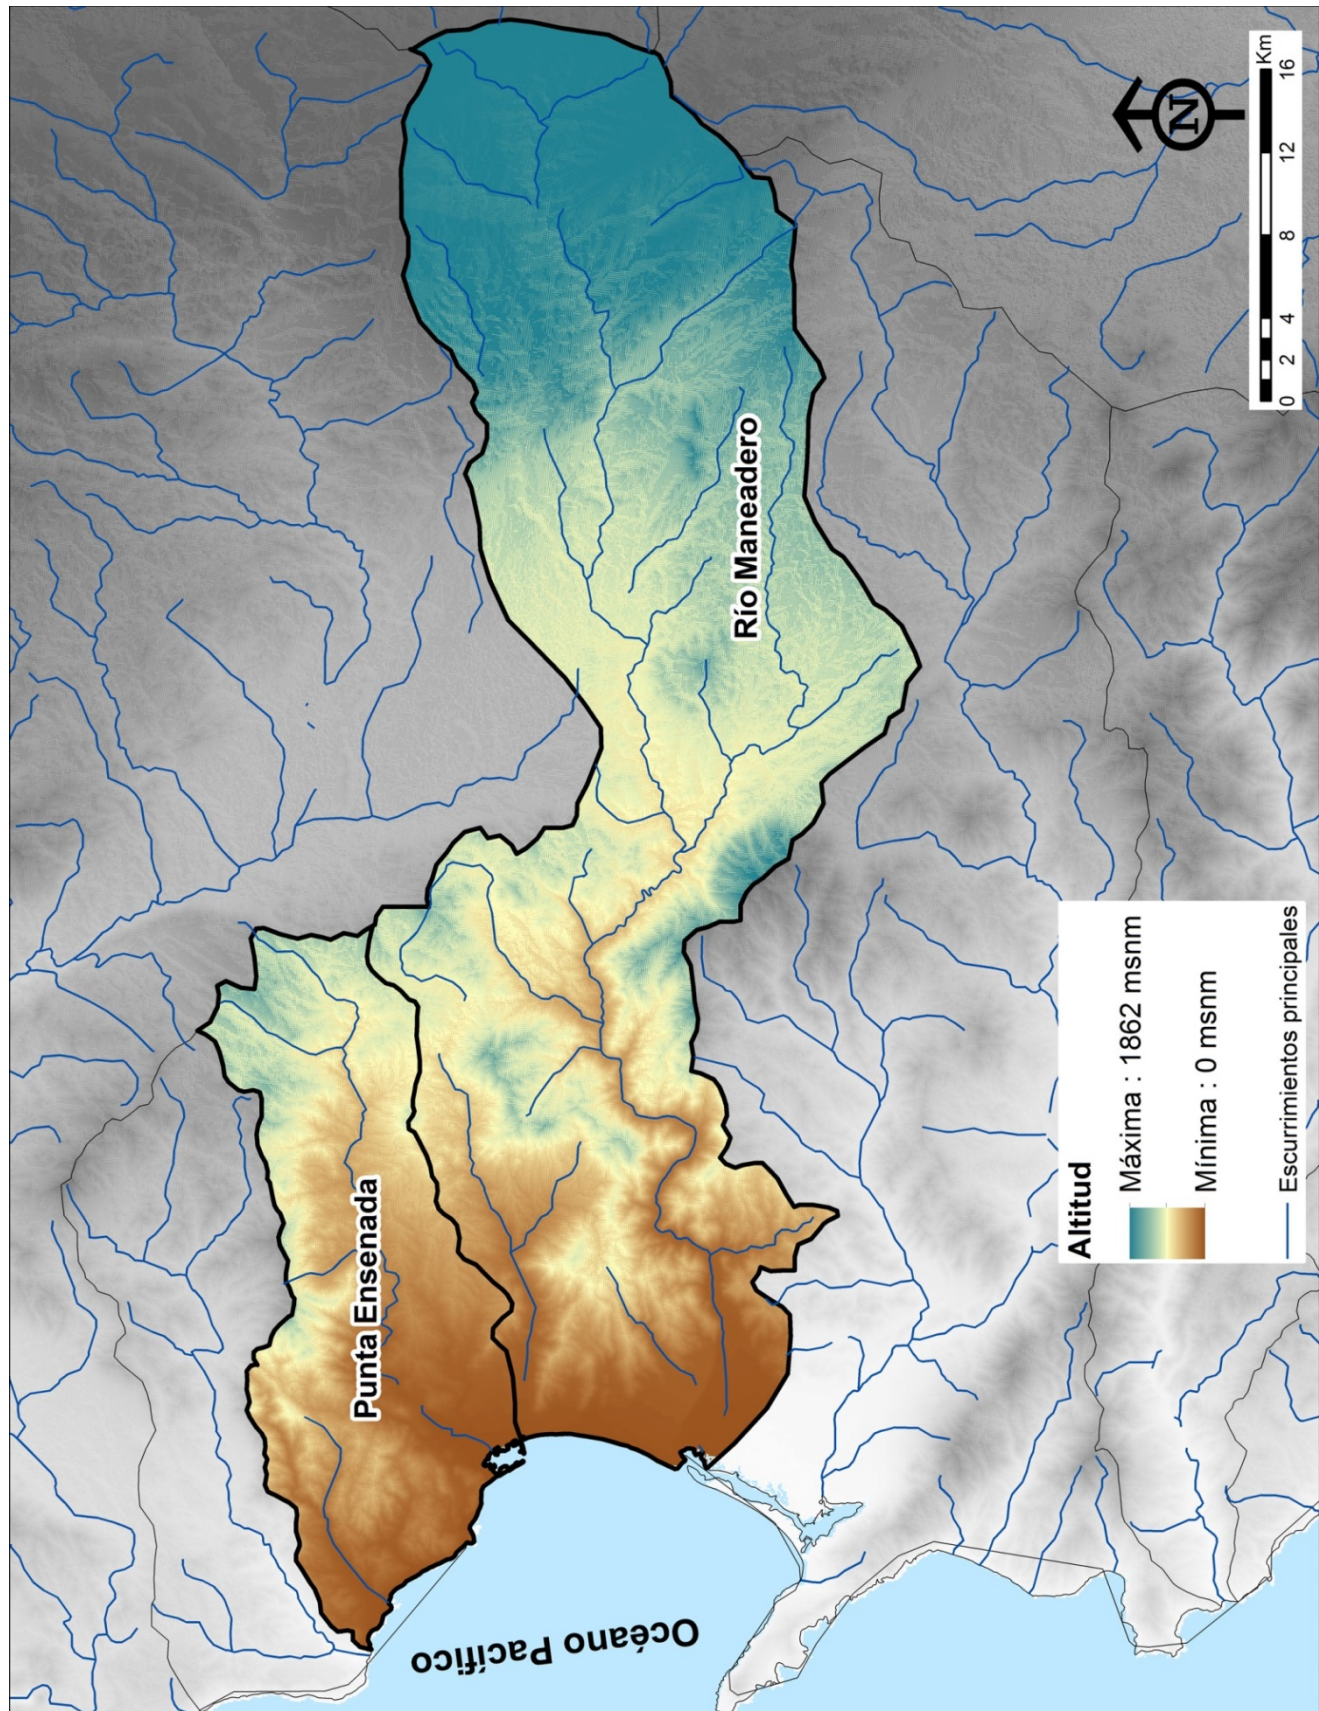 Punta Ensenada
Río Maneadero
Océano Pacífico
N
0 2 4 8 12 16
Km
Altitud
Máxima : 1862 msnm
Mínima : 0 msnm
Escurrimientos principales